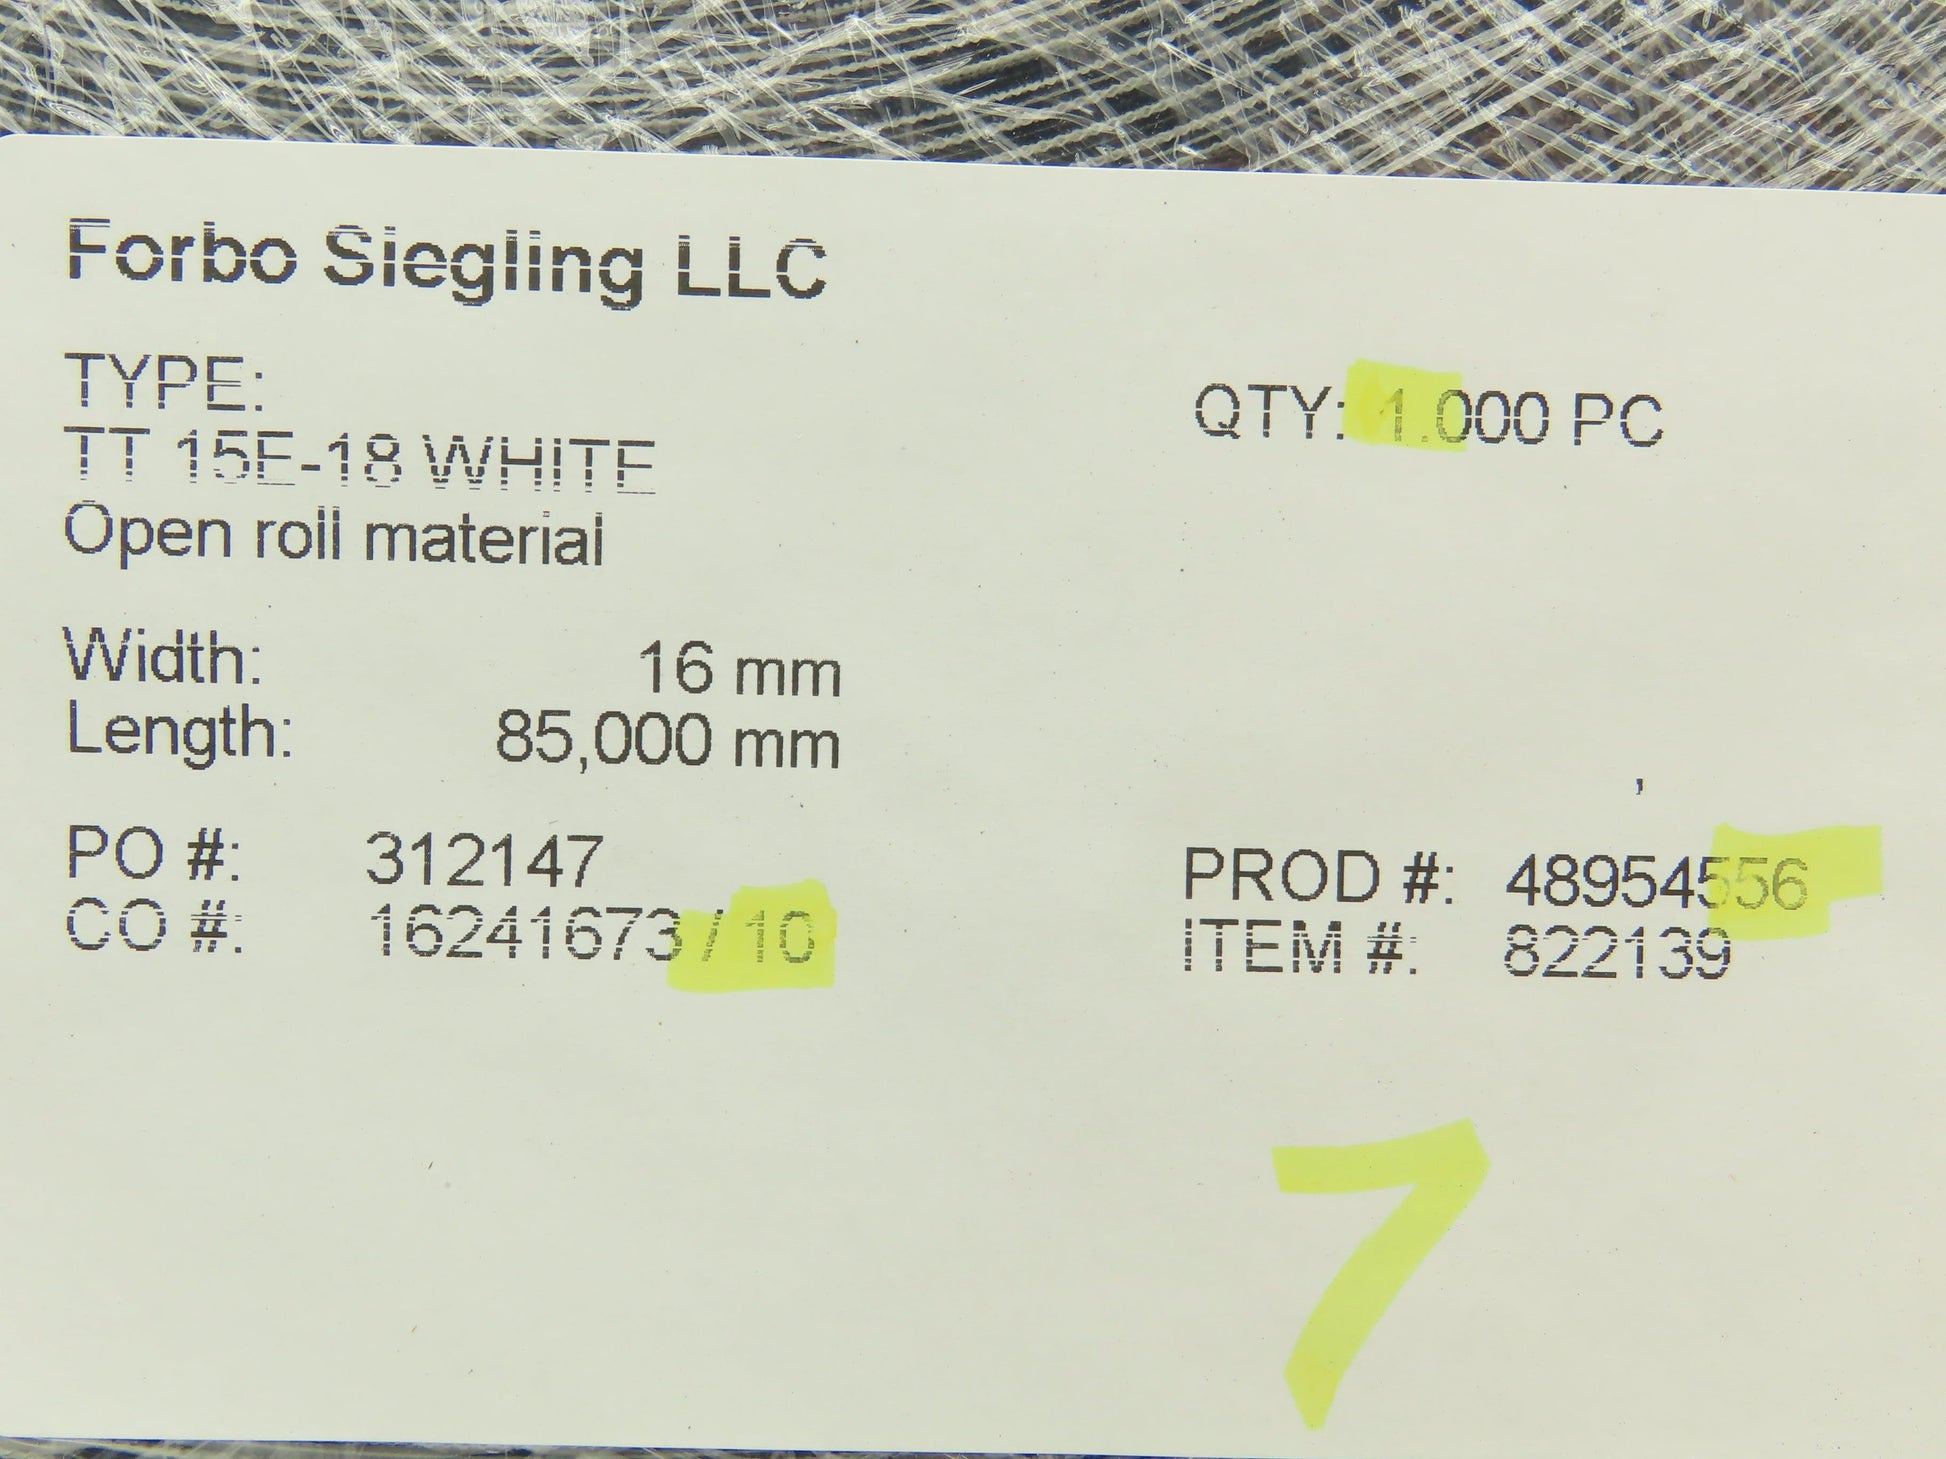 Forbo Siegling LLC
TYPE:
TT 15E-18 WHITE
Open roll material
QTY: 1.000 PC
Width: 16 mm
Length: 85,000 mm
PO #: 312147
CO #: 16241673 / 10
PROD #: 48954556
ITEM #: 822139
7